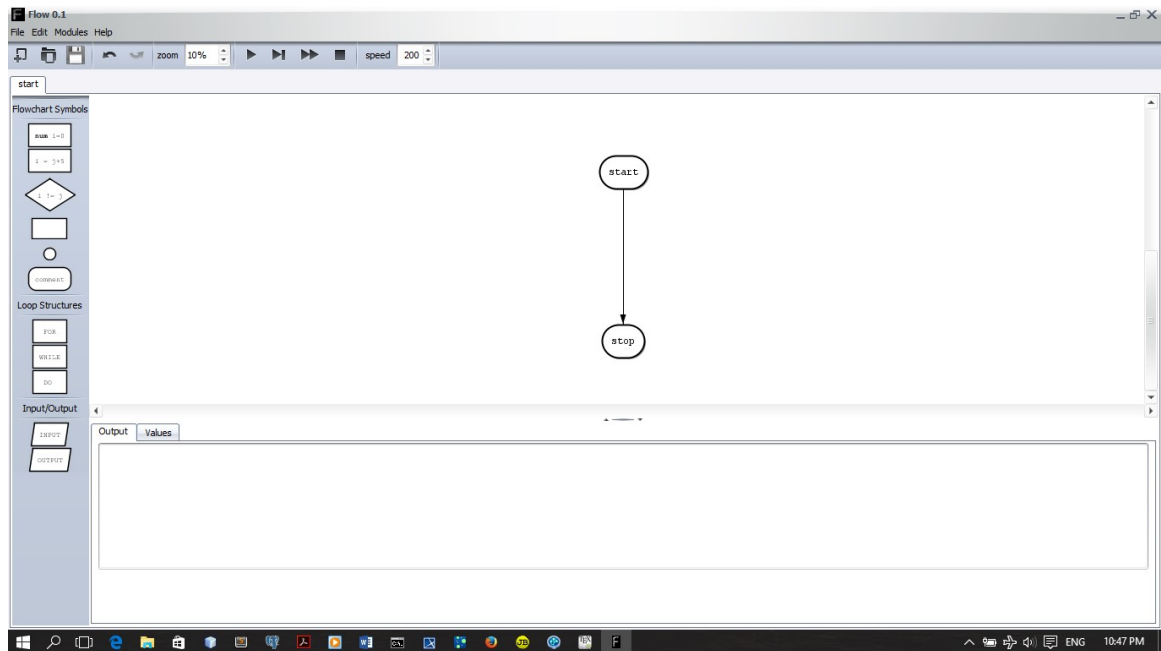 Flow 0.1
File Edit Modules Help
zoom 10% speed 200
start
Flowchart Symbols
num i=0
i = j+5
i != j
comment
Loop Structures
FOR
WHILE
DO
Input/Output
INPUT
OUTPUT
start
stop
Output Values
ENG 10:47 PM